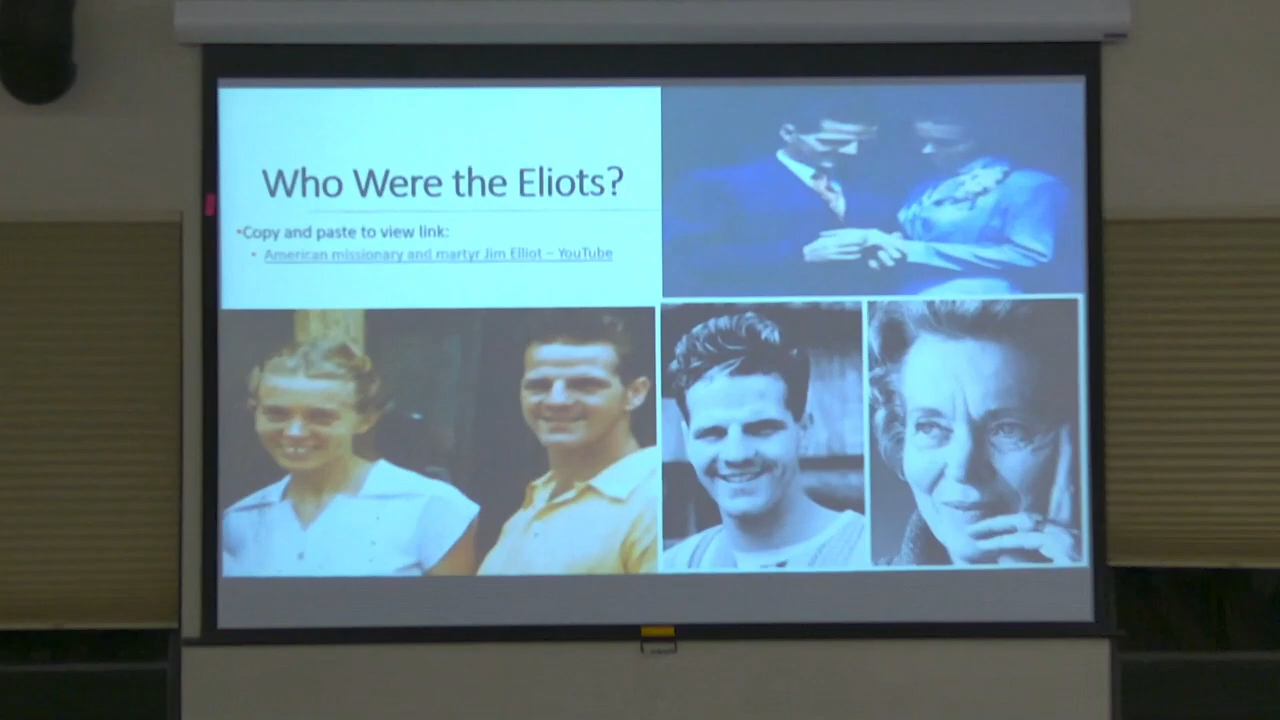 Who Were the Eliots?
•Copy and paste to view link:
• American missionary and martyr Jim Elliot – YouTube